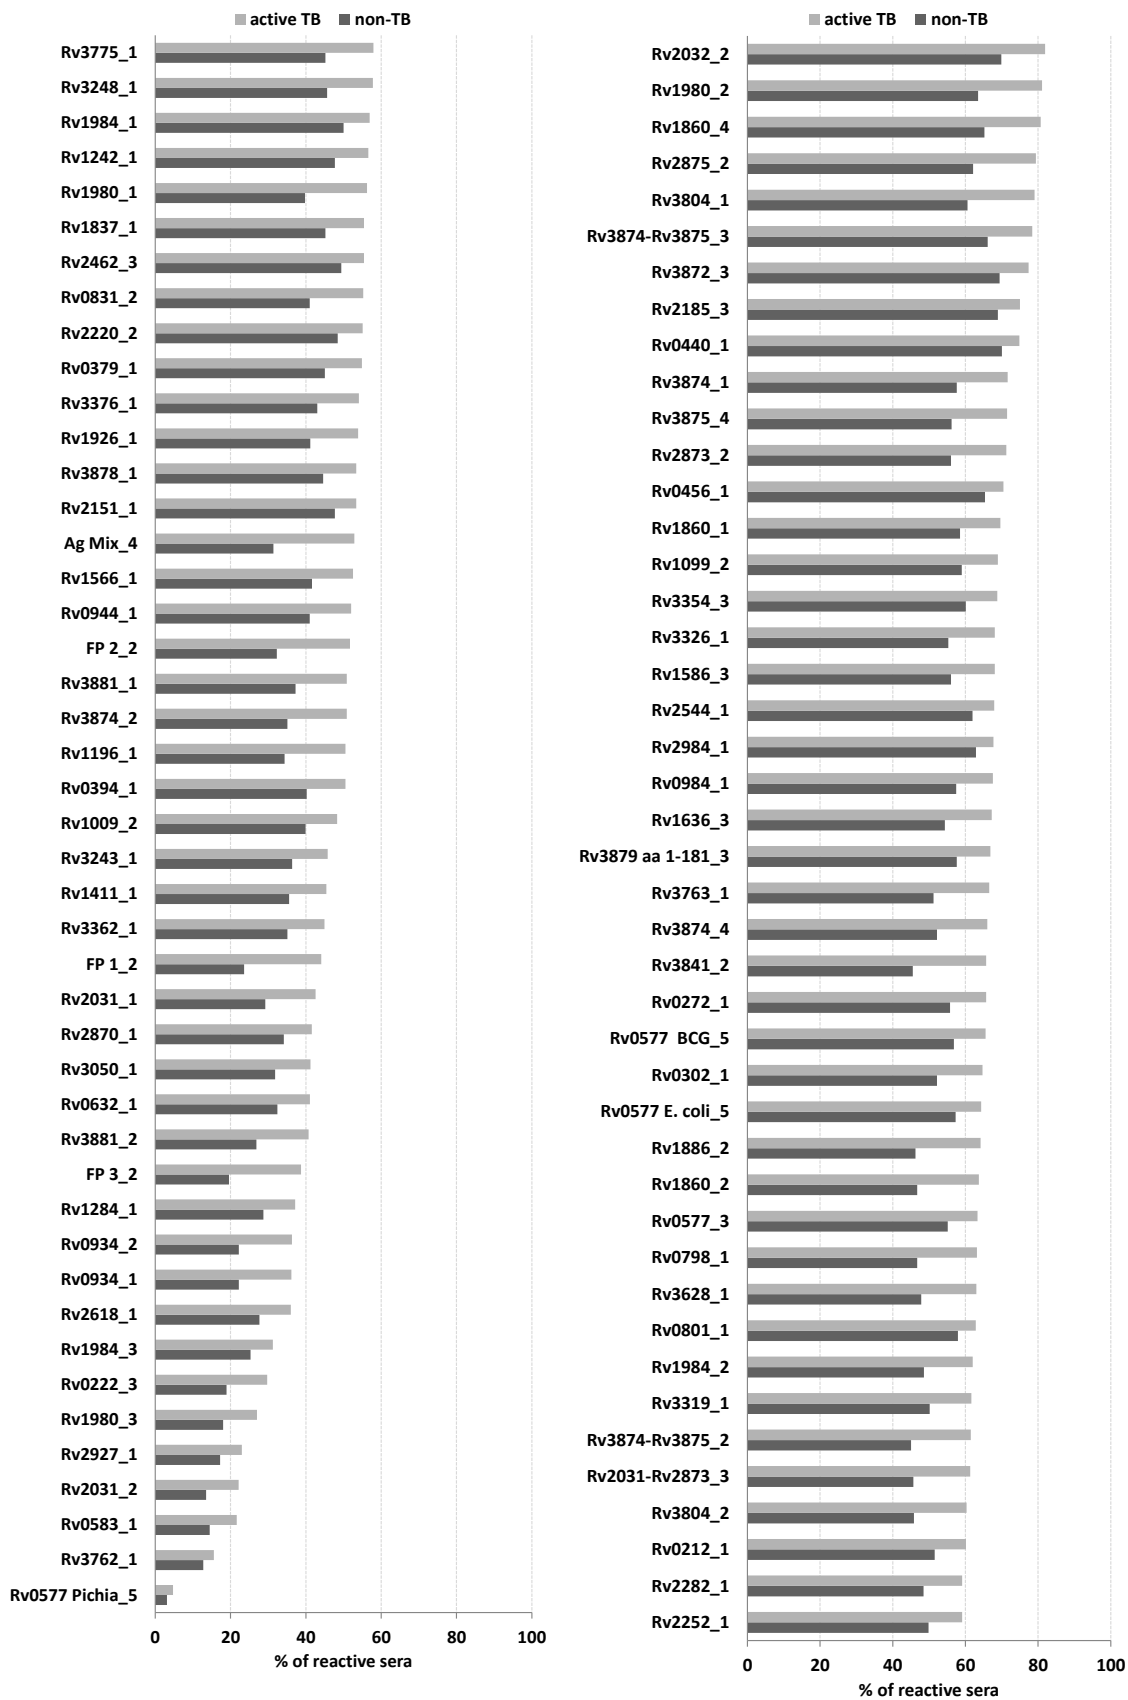 active TB non-TB
Rv3775_1
Rv3248_1
Rv1984_1
Rv1242_1
Rv1980_1
Rv1837_1
Rv2462_3
Rv0831_2
Rv2220_2
Rv0379_1
Rv3376_1
Rv1926_1
Rv3878_1
Rv2151_1
Ag Mix_4
Rv1566_1
Rv0944_1
FP 2_2
Rv3881_1
Rv3874_2
Rv1196_1
Rv0394_1
Rv1009_2
Rv3243_1
Rv1411_1
Rv3362_1
FP 1_2
Rv2031_1
Rv2870_1
Rv3050_1
Rv0632_1
Rv3881_2
FP 3_2
Rv1284_1
Rv0934_2
Rv0934_1
Rv2618_1
Rv1984_3
Rv0222_3
Rv1980_3
Rv2927_1
Rv2031_2
Rv0583_1
Rv3762_1
Rv0577 Pichia_5
0 20 40 60 80 100
% of reactive sera
active TB non-TB
Rv2032_2
Rv1980_2
Rv1860_4
Rv2875_2
Rv3804_1
Rv3874-Rv3875_3
Rv3872_3
Rv2185_3
Rv0440_1
Rv3874_1
Rv3875_4
Rv2873_2
Rv0456_1
Rv1860_1
Rv1099_2
Rv3354_3
Rv3326_1
Rv1586_3
Rv2544_1
Rv2984_1
Rv0984_1
Rv1636_3
Rv3879 aa 1-181_3
Rv3763_1
Rv3874_4
Rv3841_2
Rv0272_1
Rv0577 BCG_5
Rv0302_1
Rv0577 E. coli_5
Rv1886_2
Rv1860_2
Rv0577_3
Rv0798_1
Rv3628_1
Rv0801_1
Rv1984_2
Rv3319_1
Rv3874-Rv3875_2
Rv2031-Rv2873_3
Rv3804_2
Rv0212_1
Rv2282_1
Rv2252_1
0 20 40 60 80 100
% of reactive sera